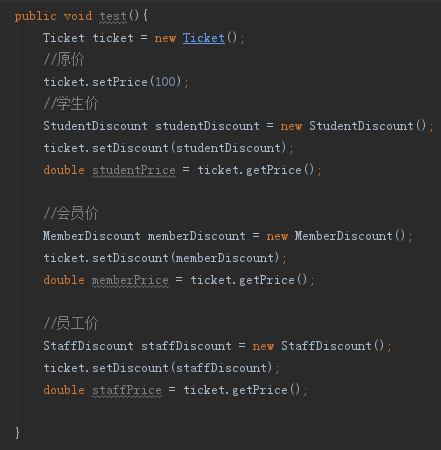 public void test(){
Ticket ticket = new Ticket();
//原价
ticket.setPrice(100);
//学生价
StudentDiscount studentDiscount = new StudentDiscount();
ticket.setDiscount(studentDiscount);
double studentPrice = ticket.getPrice();
//会员价
MemberDiscount memberDiscount = new MemberDiscount();
ticket.setDiscount(memberDiscount);
double memberPrice = ticket.getPrice();
//员工价
StaffDiscount staffDiscount = new StaffDiscount();
ticket.setDiscount(staffDiscount);
double staffPrice = ticket.getPrice();
}